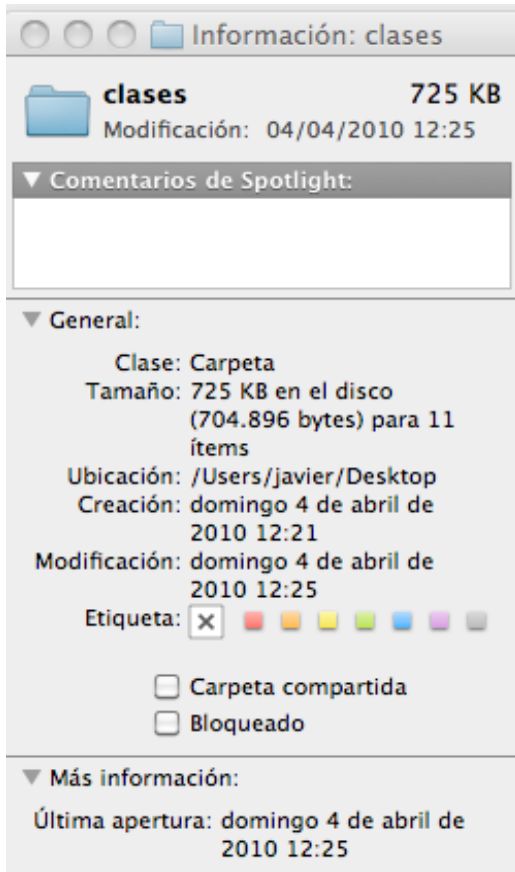 Información: clases
clases 725 KB
Modificación: 04/04/2010 12:25
Comentarios de Spotlight:
General:
Clase: Carpeta
Tamaño: 725 KB en el disco
(704.896 bytes) para 11
ítems
Ubicación: /Users/javier/Desktop
Creación: domingo 4 de abril de
2010 12:21
Modificación: domingo 4 de abril de
2010 12:25
Etiqueta:
Carpeta compartida
Bloqueado
Más información:
Última apertura: domingo 4 de abril de
2010 12:25